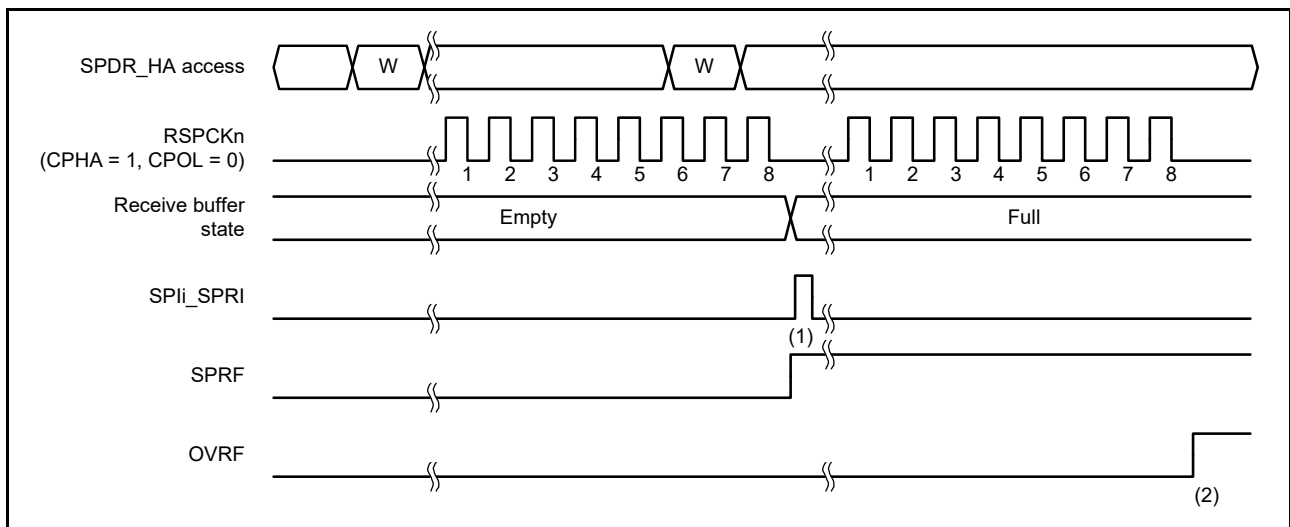 SPDR_HA access
W
W
RSPCKn
(CPHA = 1, CPOL = 0)
1 2 3 4 5 6 7 8
1 2 3 4 5 6 7 8
Receive buffer
state
Empty
Full
SPIi_SPRI
(1)
SPRF
OVRF
(2)